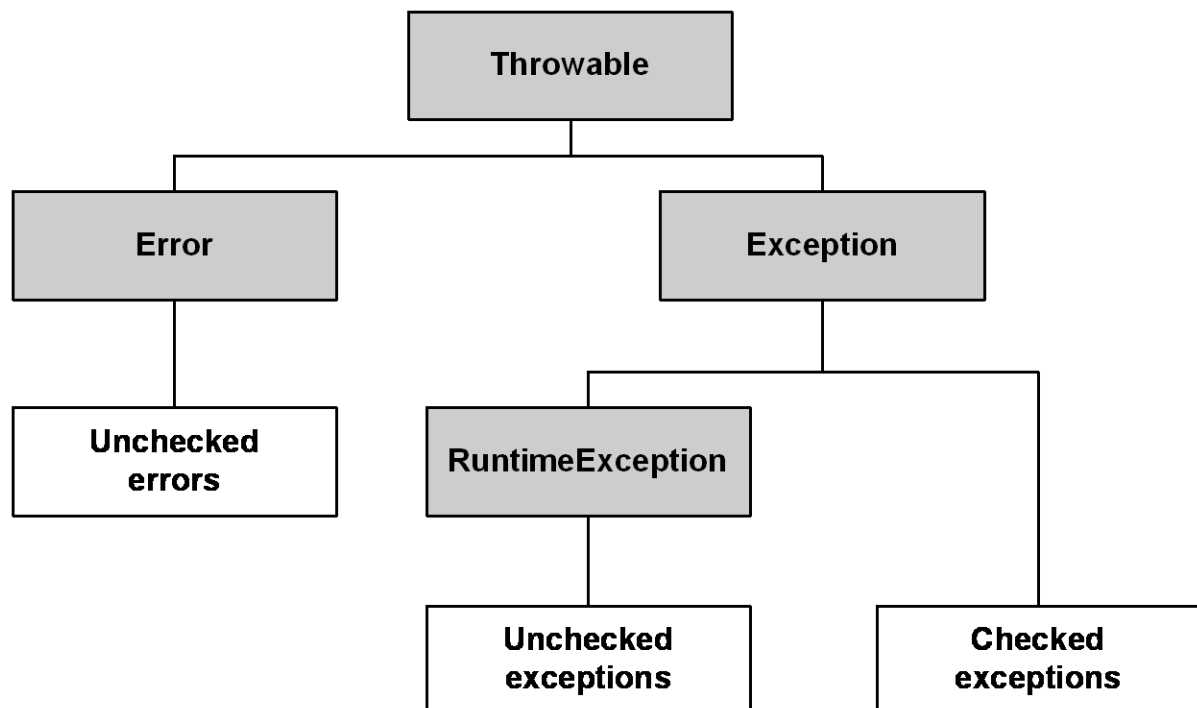 Throwable
Error
Exception
Unchecked
errors
RuntimeException
Unchecked
exceptions
Checked
exceptions